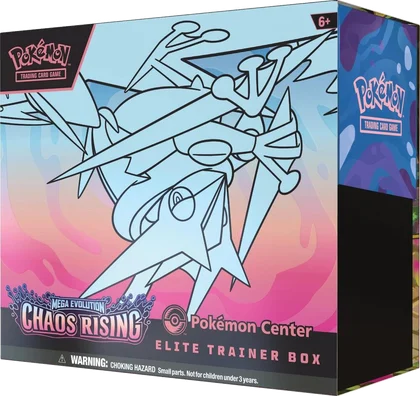 POKÉMON
TRADING CARD GAME
6+
POKÉMON
TRADING CARD GAME
MEGA EVOLUTION
CHAOS RISING
Pokémon Center
ELITE TRAINER BOX
WARNING: CHOKING HAZARD Small parts. Not for children under 3 years.